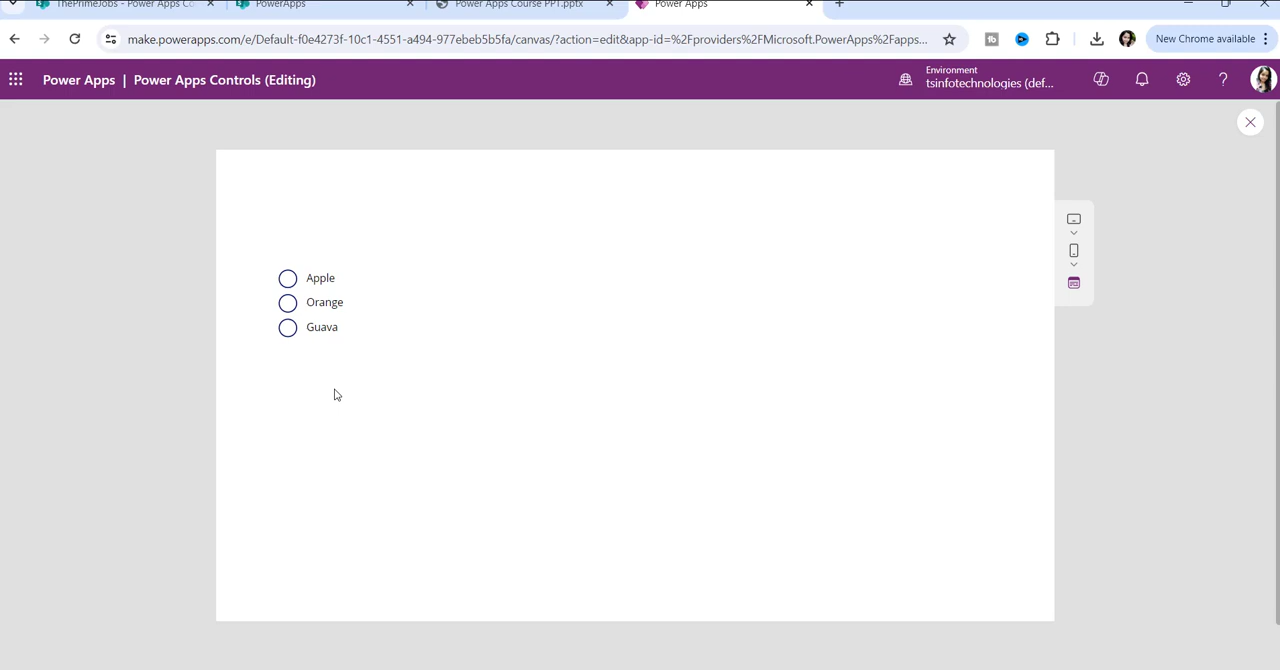 ThePrimeJobs - Power Apps Co
PowerApps
Power Apps Course PPT.pptx
Power Apps
make.powerapps.com/e/Default-f0e4273f-10c1-4551-a494-977ebeb5b5fa/canvas/?action=edit&app-id=%2Fproviders%2FMicrosoft.PowerApps%2Fapps...
New Chrome available
Power Apps | Power Apps Controls (Editing)
Environment
tsinfotechnologies (def...
Apple
Orange
Guava